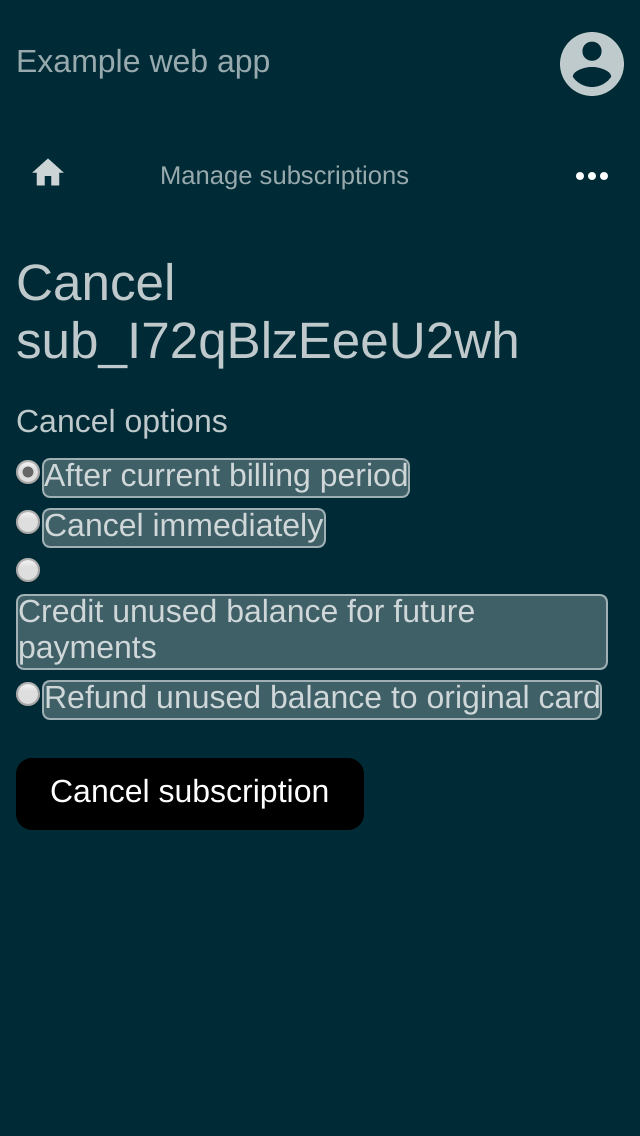 Example web app
Manage subscriptions
Cancel
sub_I72qBlzEeeU2wh
Cancel options
After current billing period
Cancel immediately
Credit unused balance for future
payments
Refund unused balance to original card
Cancel subscription